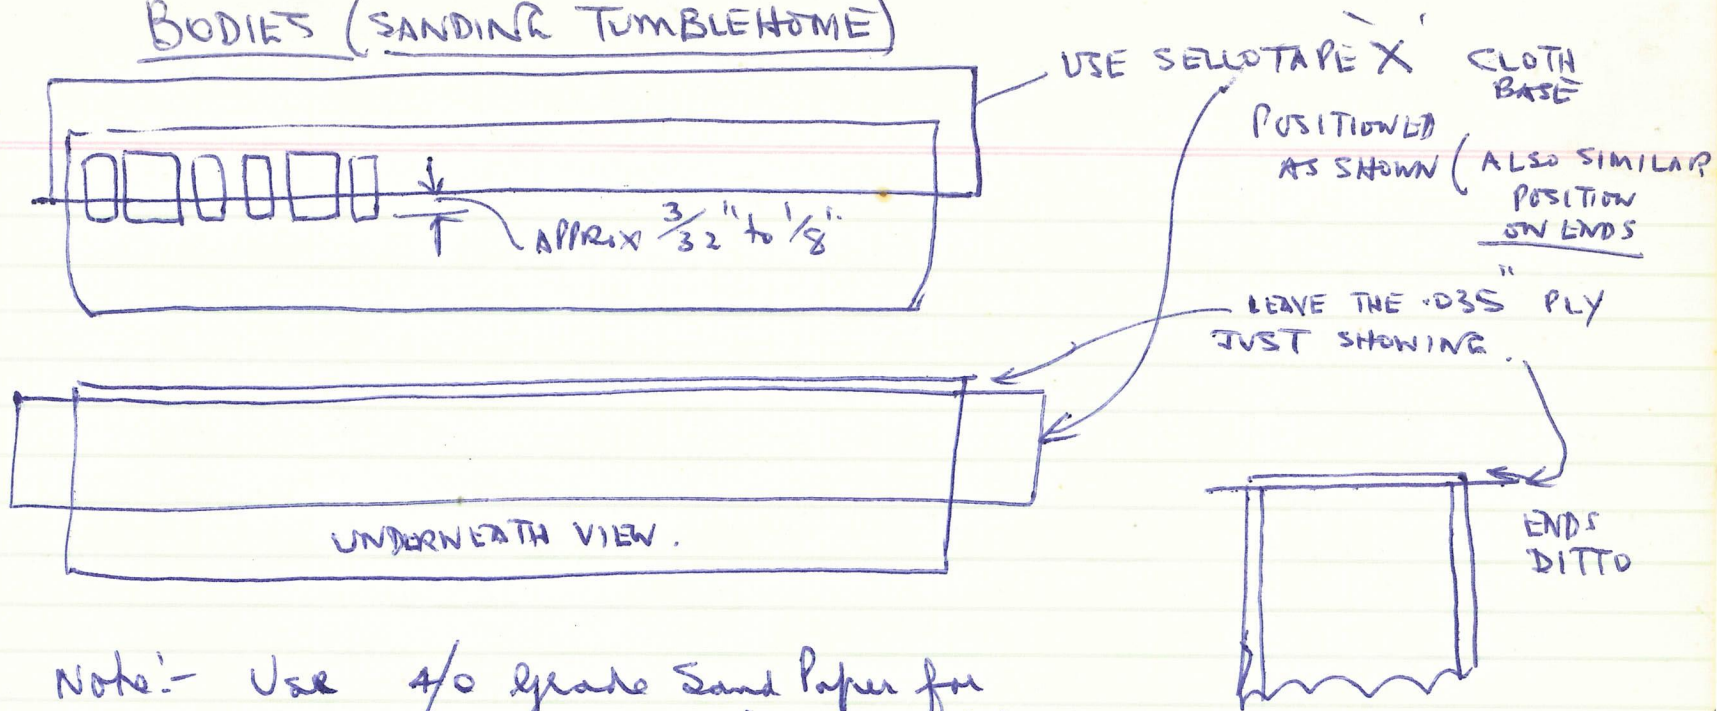 BODIES (SANDING TUMBLEHOME)
USE SELLOTAPE 'X' CLOTH
BASE
POSITIONED
AS SHOWN (ALSO SIMILAR
POSITION
ON ENDS
APPRIX 3/32" to 1/8".
LEAVE THE .035" PLY
JUST SHOWING.
UNDERNEATH VIEW.
ENDS
DITTO
Note:- Use 4/0 grade Sand Paper for